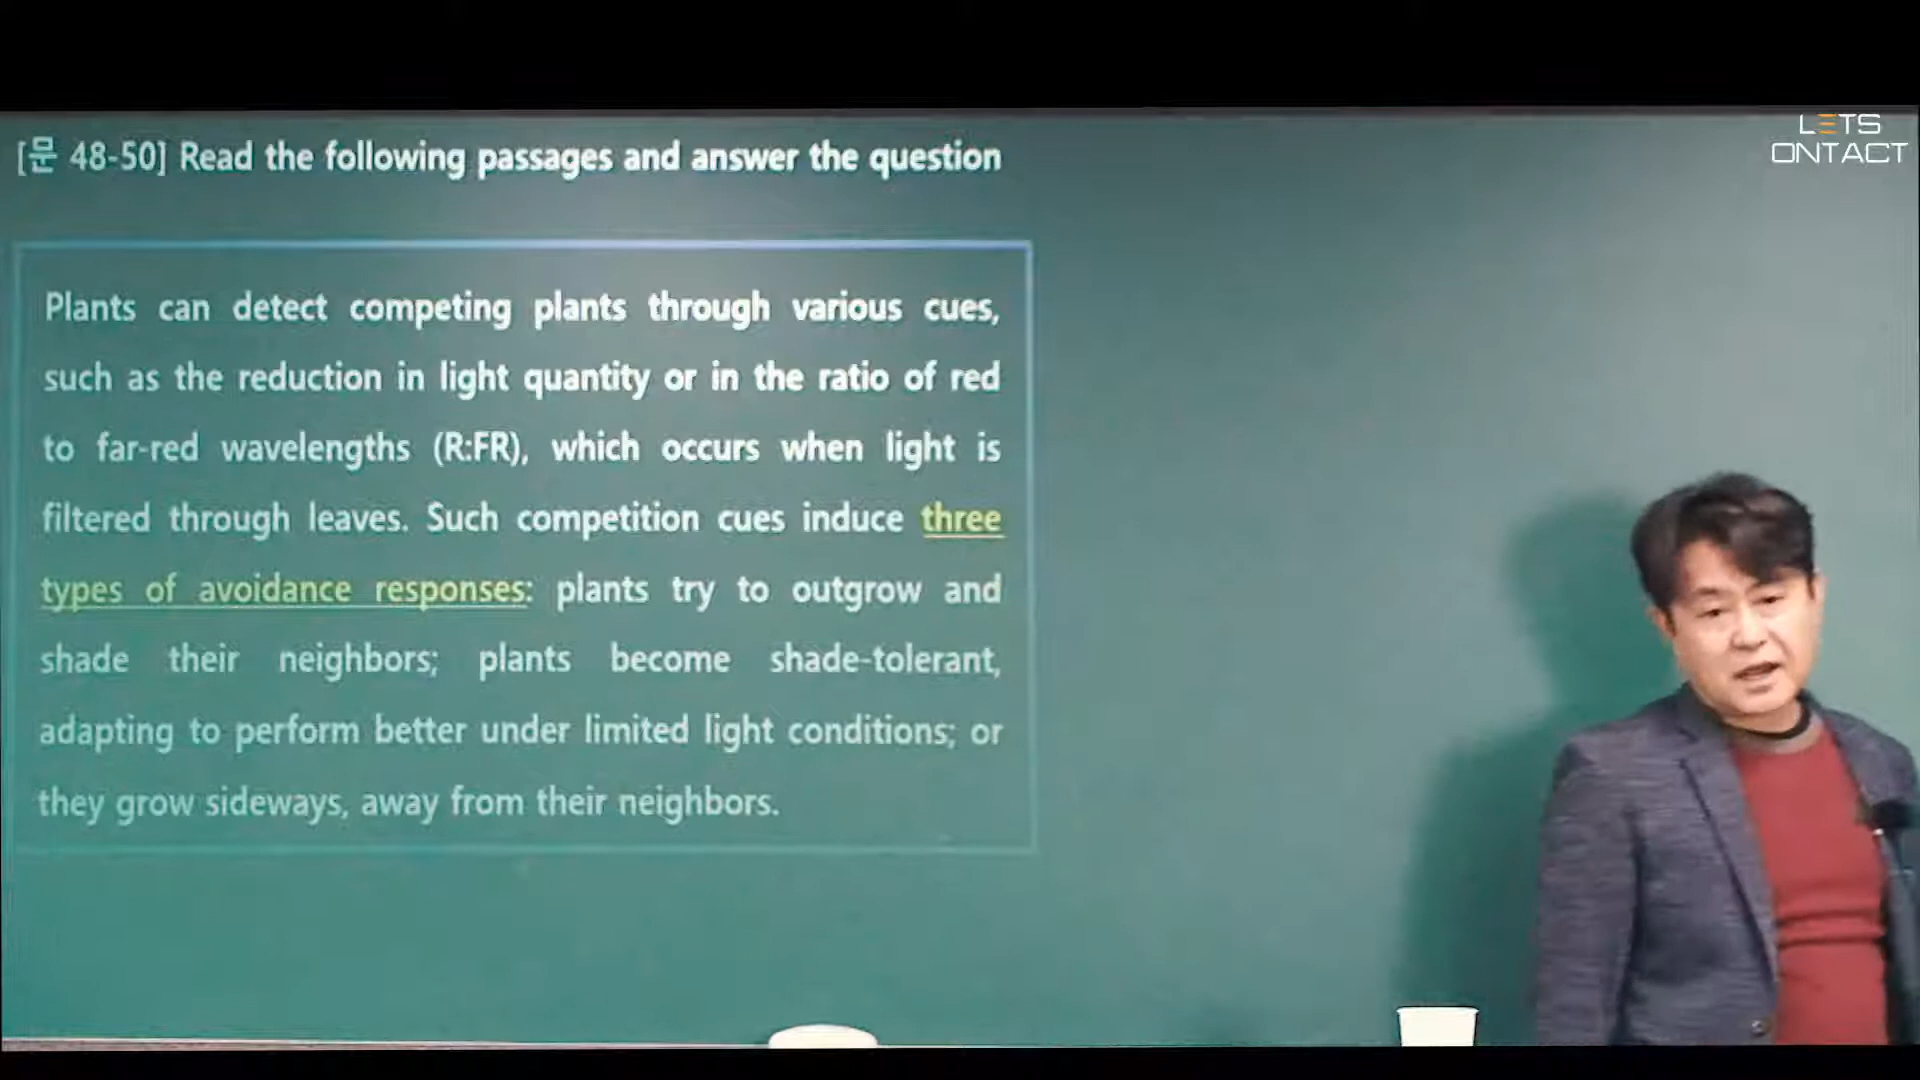 LETS
ONTACT
[문 48-50] Read the following passages and answer the question
Plants can detect competing plants through various cues,
such as the reduction in light quantity or in the ratio of red
to far-red wavelengths (R:FR), which occurs when light is
filtered through leaves. Such competition cues induce three
types of avoidance responses: plants try to outgrow and
shade their neighbors; plants become shade-tolerant,
adapting to perform better under limited light conditions; or
they grow sideways, away from their neighbors.